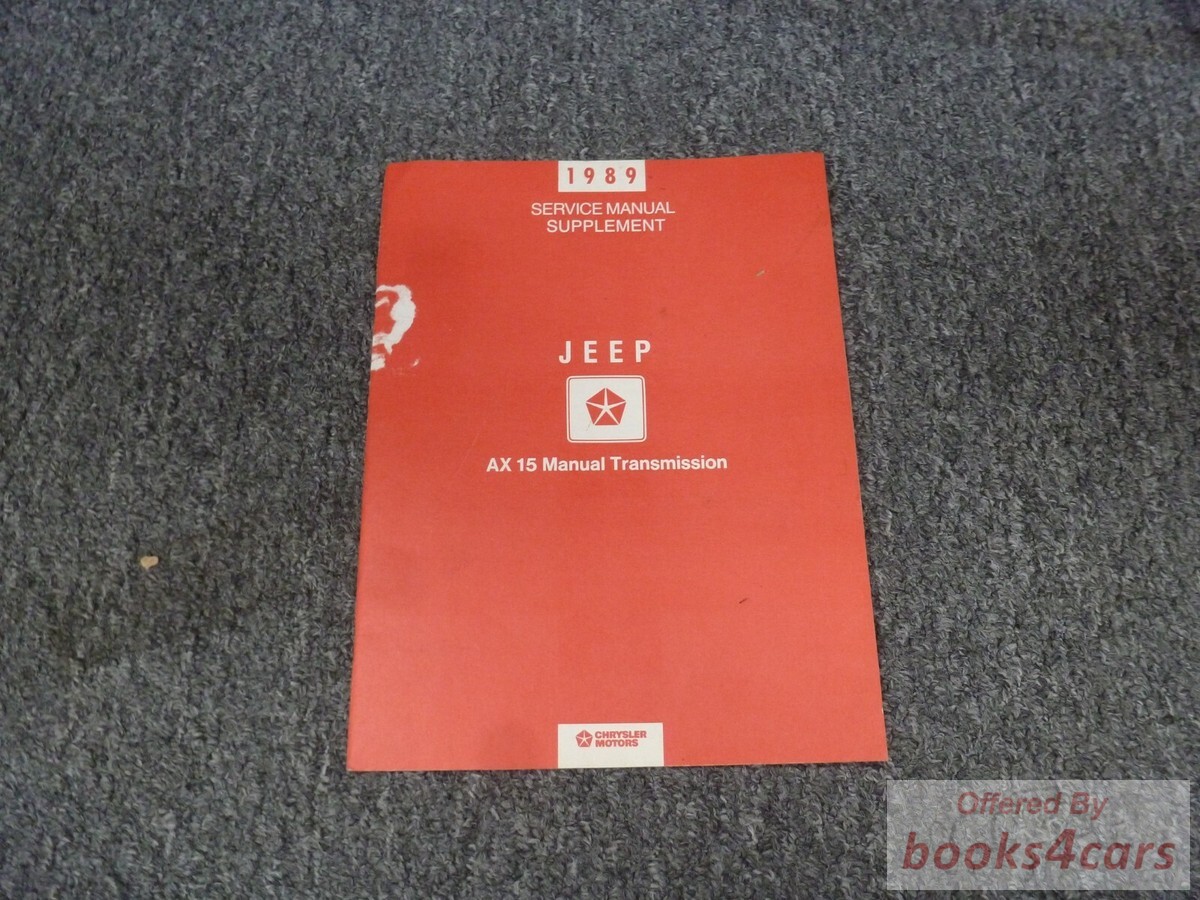 1989
SERVICE MANUAL
SUPPLEMENT
JEEP
AX 15 Manual Transmission
CHRYSLER
MOTORS
Offered By
books4cars